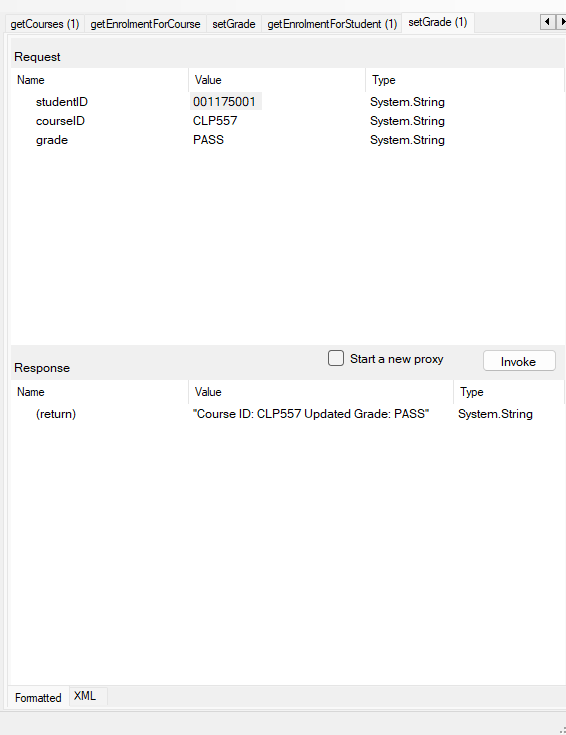 getCourses (1) getEnrolmentForCourse setGrade getEnrolmentForStudent (1) setGrade (1)
Request
Name Value Type
studentID 001175001 System.String
courseID CLP557 System.String
grade PASS System.String
Start a new proxy Invoke
Response
Name Value Type
(return) "Course ID: CLP557 Updated Grade: PASS" System.String
Formatted XML